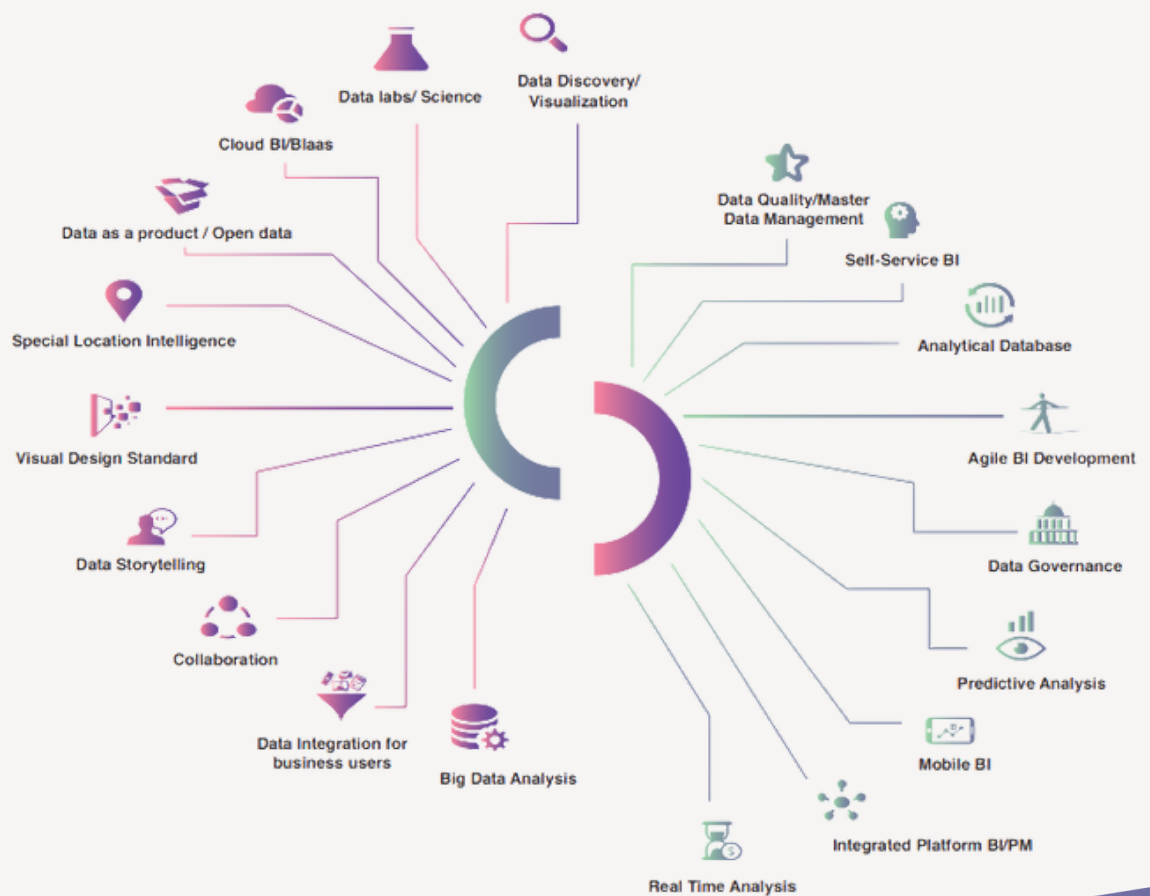 Data Discovery/
Visualization
Data labs/ Science
Cloud BI/BIaas
Data as a product / Open data
Special Location Intelligence
Visual Design Standard
Data Storytelling
Collaboration
Data Integration for
business users
Big Data Analysis
Data Quality/Master
Data Management
Self-Service BI
Analytical Database
Agile BI Development
Data Governance
Predictive Analysis
Mobile BI
Integrated Platform BI/PM
Real Time Analysis